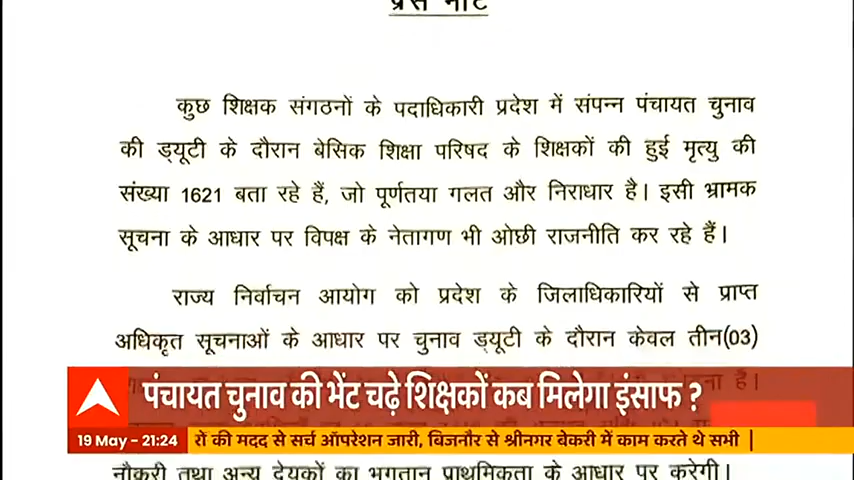 प्रेस नोट
कुछ शिक्षक संगठनों के पदाधिकारी प्रदेश में संपन्न पंचायत चुनाव
की ड्यूटी के दौरान बेसिक शिक्षा परिषद के शिक्षकों की हुई मृत्यु की
संख्या 1621 बता रहे हैं, जो पूर्णतया गलत और निराधार है। इसी भ्रामक
सूचना के आधार पर विपक्ष के नेतागण भी ओछी राजनीति कर रहे हैं।
राज्य निर्वाचन आयोग को प्रदेश के जिलाधिकारियों से प्राप्त
अधिकृत सूचनाओं के आधार पर चुनाव ड्यूटी के दौरान केवल तीन(03)
पंचायत चुनाव की भेंट चढ़े शिक्षकों कब मिलेगा इंसाफ ?
19 May - 21:24
रों की मदद से सर्च ऑपरेशन जारी, बिजनौर से श्रीनगर बेकरी में काम करते थे सभी
नौकरी तथा अन्य देयकों का भुगतान प्राथमिकता के आधार पर करेगी।